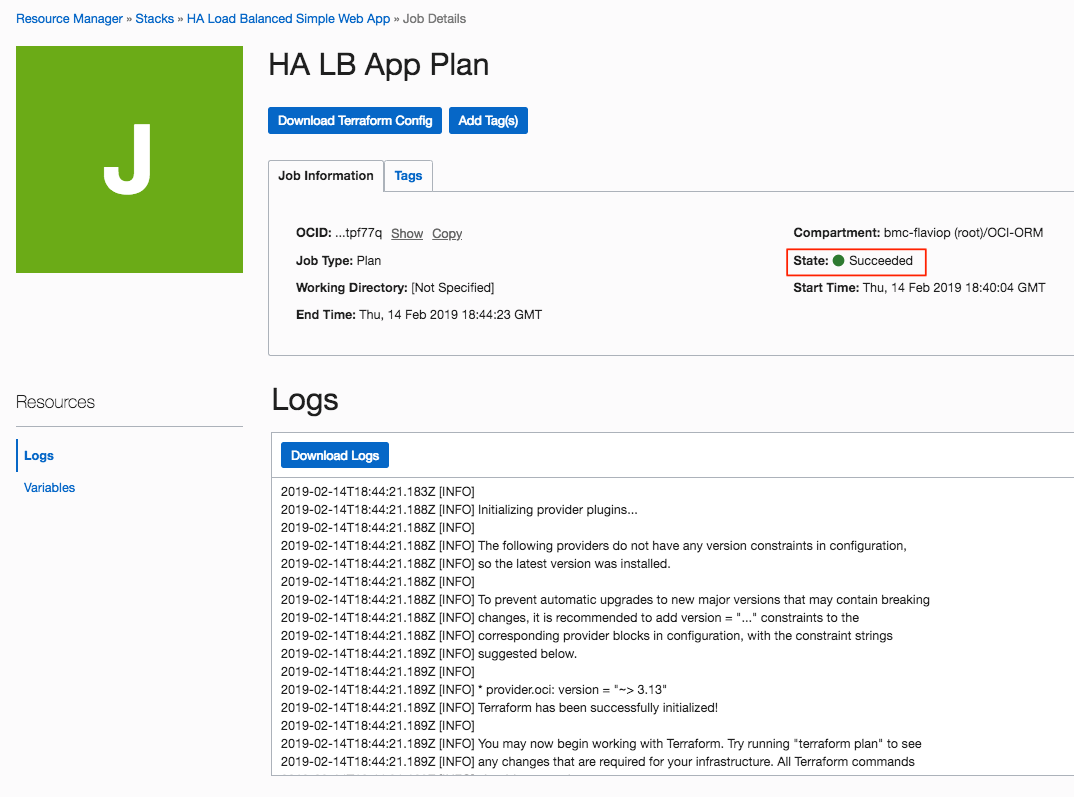 Resource Manager » Stacks » HA Load Balanced Simple Web App » Job Details
J
HA LB App Plan
Download Terraform Config
Add Tag(s)
Job Information
Tags
OCID: ...tpf77q Show Copy
Compartment: bmc-flaviop (root)/OCI-ORM
Job Type: Plan
State: Succeeded
Working Directory: [Not Specified]
Start Time: Thu, 14 Feb 2019 18:40:04 GMT
End Time: Thu, 14 Feb 2019 18:44:23 GMT
Resources
Logs
Variables
Logs
Download Logs
2019-02-14T18:44:21.183Z [INFO]
2019-02-14T18:44:21.188Z [INFO] Initializing provider plugins...
2019-02-14T18:44:21.188Z [INFO]
2019-02-14T18:44:21.188Z [INFO] The following providers do not have any version constraints in configuration,
2019-02-14T18:44:21.188Z [INFO] so the latest version was installed.
2019-02-14T18:44:21.188Z [INFO]
2019-02-14T18:44:21.188Z [INFO] To prevent automatic upgrades to new major versions that may contain breaking
2019-02-14T18:44:21.188Z [INFO] changes, it is recommended to add version = "..." constraints to the
2019-02-14T18:44:21.188Z [INFO] corresponding provider blocks in configuration, with the constraint strings
2019-02-14T18:44:21.189Z [INFO] suggested below.
2019-02-14T18:44:21.189Z [INFO]
2019-02-14T18:44:21.189Z [INFO] * provider.oci: version = "~> 3.13"
2019-02-14T18:44:21.189Z [INFO] Terraform has been successfully initialized!
2019-02-14T18:44:21.189Z [INFO]
2019-02-14T18:44:21.189Z [INFO] You may now begin working with Terraform. Try running "terraform plan" to see
2019-02-14T18:44:21.189Z [INFO] any changes that are required for your infrastructure. All Terraform commands